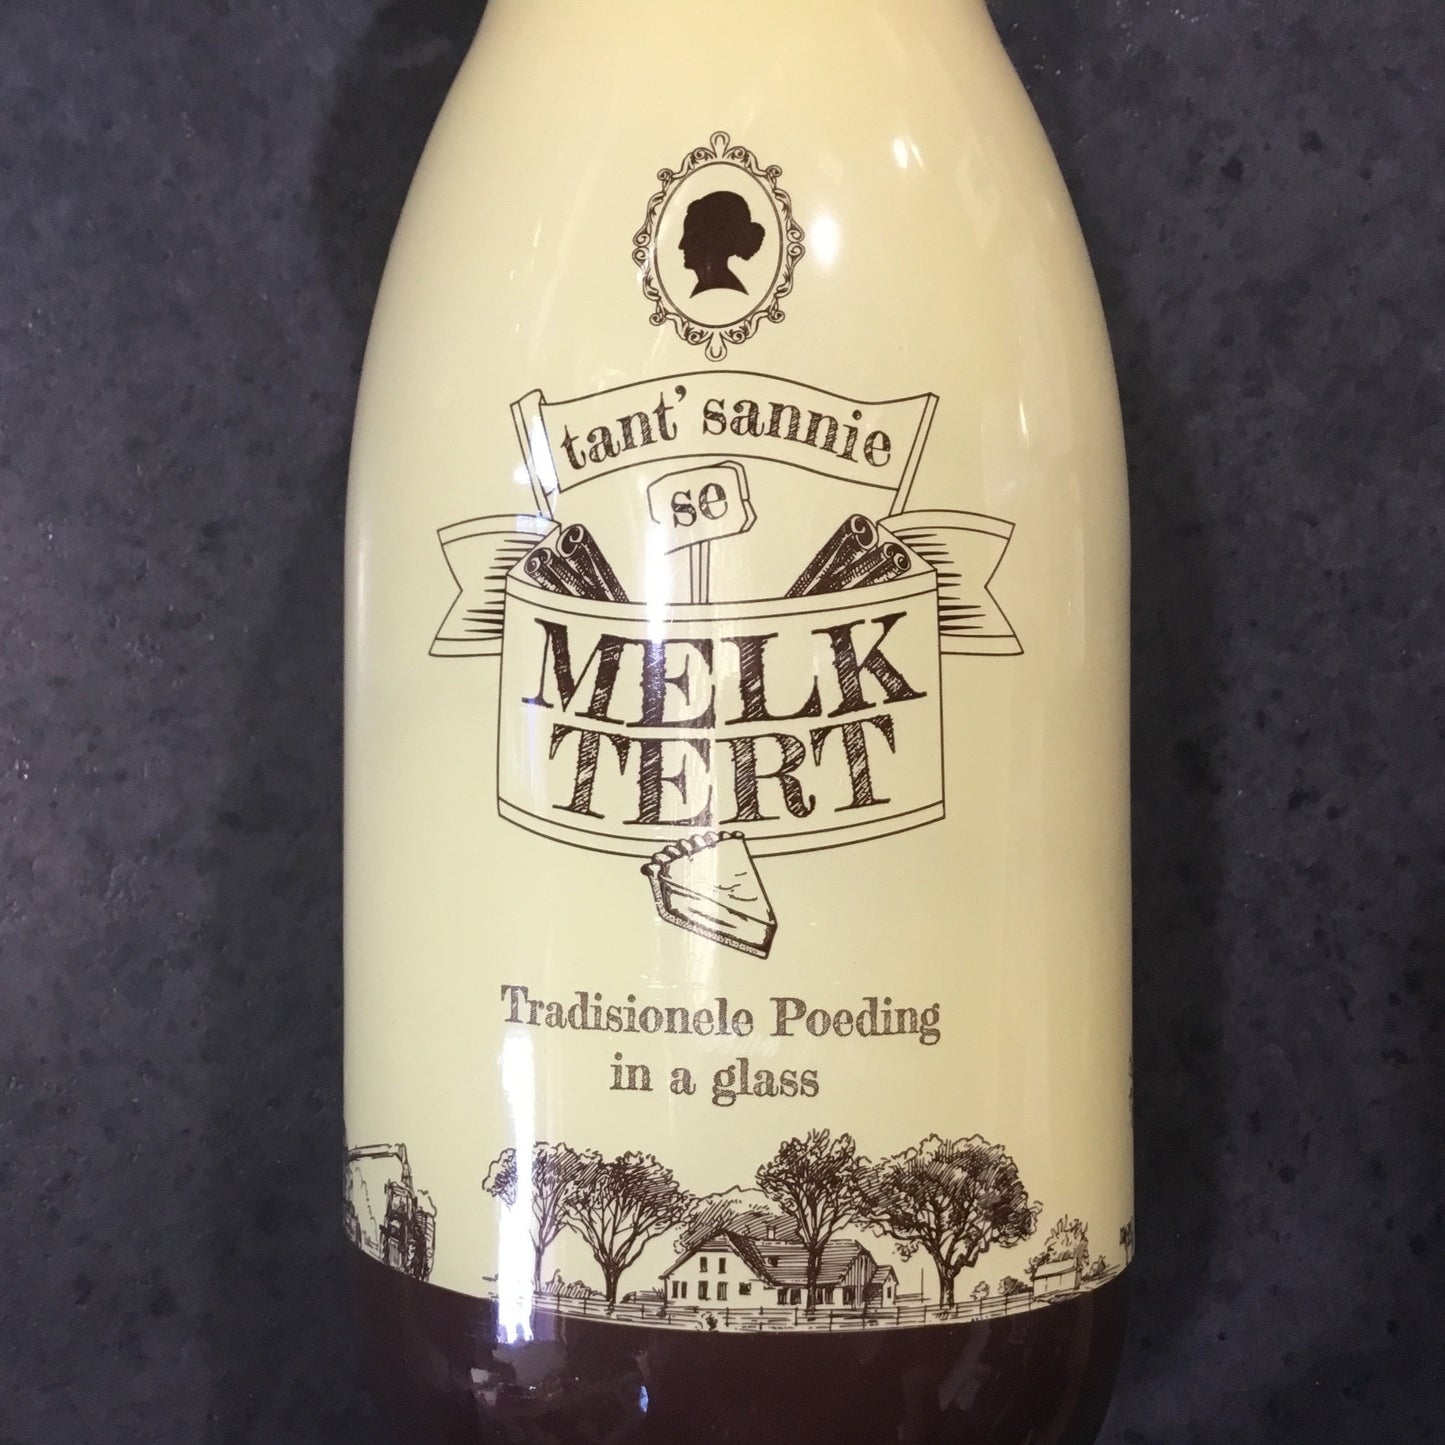 tant' sannie
se
MELK
TERT
Tradisionele Poeding
in a glass